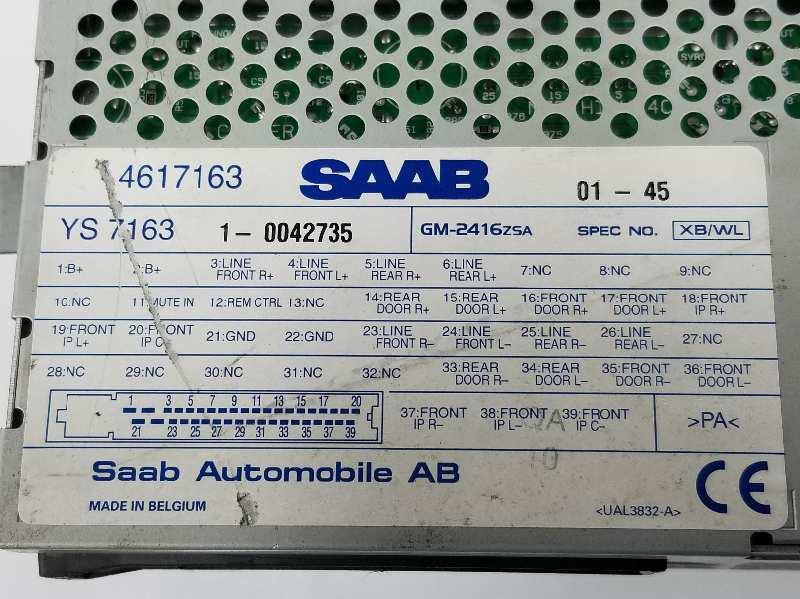 4617163 SAAB 01 - 45
YS 7163 1- 0042735 GM-2416ZSA SPEC NO. XB/WL
1:B+ 2:B+ 3:LINE FRONT R+ 4:LINE FRONT L+ 5:LINE REAR R+ 6:LINE REAR L+ 7:NC 8:NC 9:NC
10:NC 11:MUTE IN 12:REM CTRL 13:NC 14:REAR DOOR R+ 15:REAR DOOR L+ 16:FRONT DOOR R+ 17:FRONT DOOR L+ 18:FRONT IP R+
19:FRONT IP L+ 20:FRONT IP C+ 21:GND 22:GND 23:LINE FRONT R- 24:LINE FRONT L- 25:LINE REAR R- 26:LINE REAR L- 27:NC
28:NC 29:NC 30:NC 31:NC 32:NC 33:REAR DOOR R- 34:REAR DOOR L- 35:FRONT DOOR R- 36:FRONT DOOR L-
1 3 5 7 9 11 13 15 17 20
21 23 25 27 29 31 33 35 37 39
37:FRONT IP R- 38:FRONT IP L- 39:FRONT IP C- >PA<
Saab Automobile AB CE
MADE IN BELGIUM <UAL3832-A>